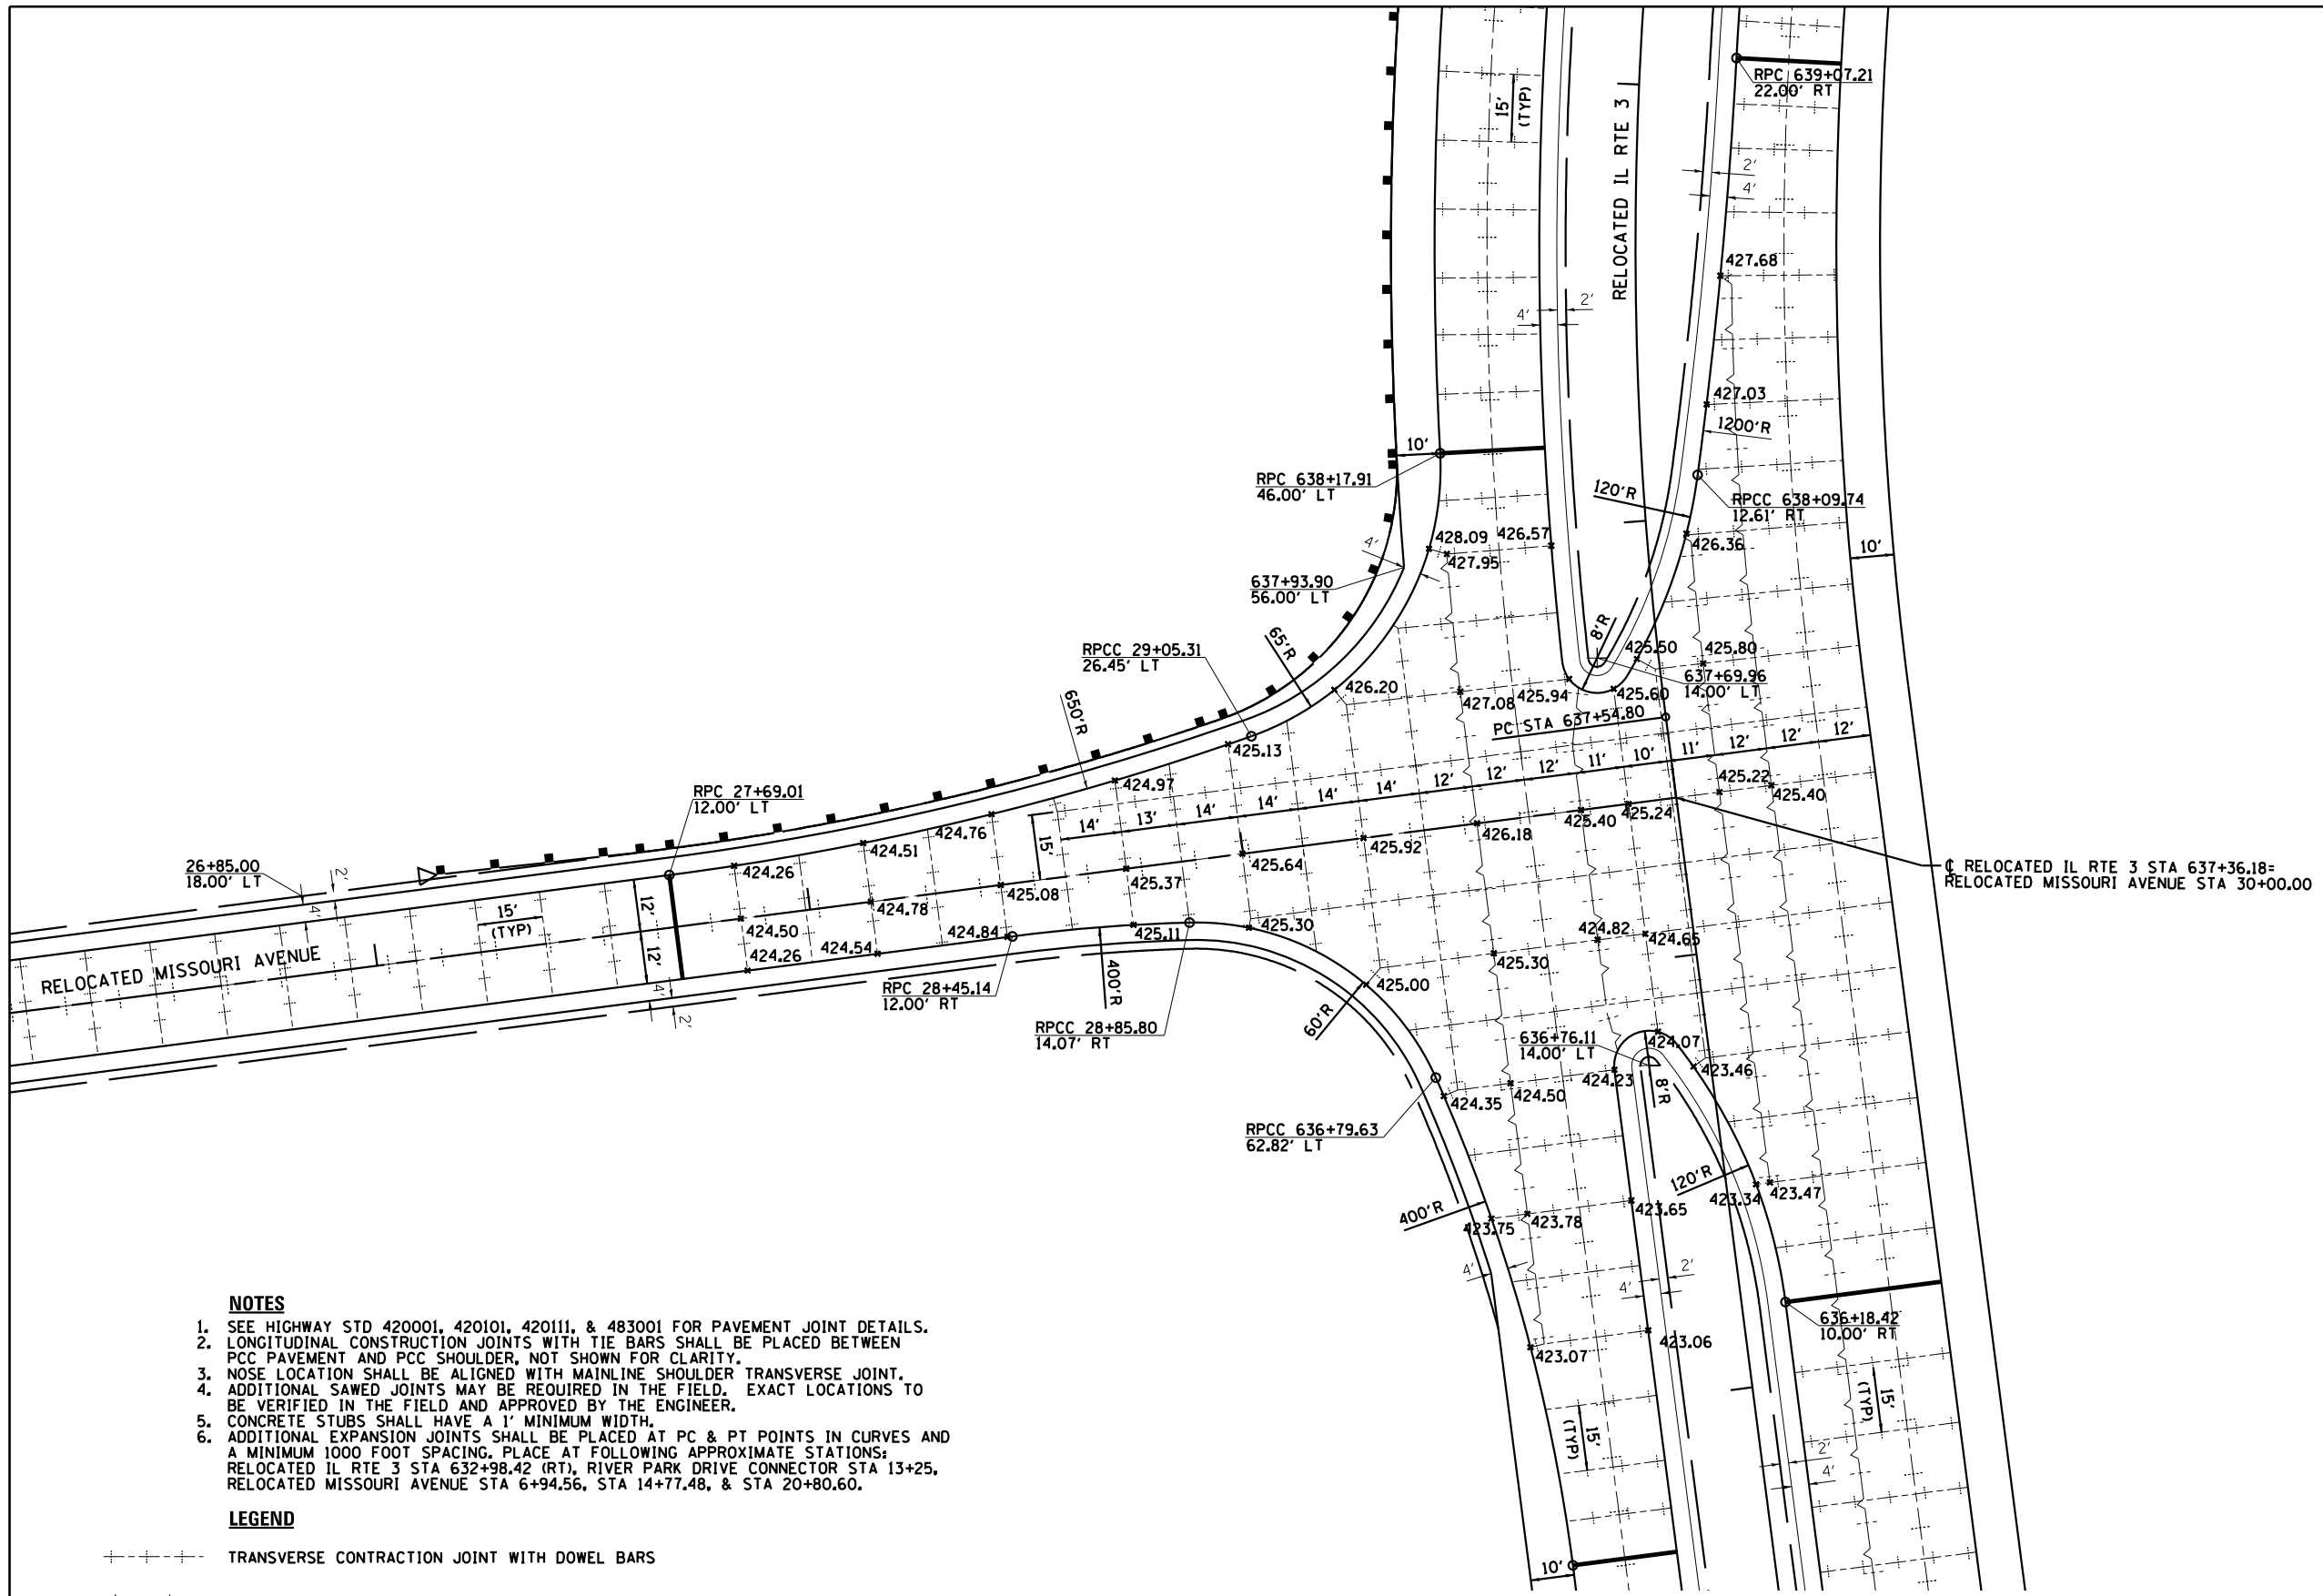 RPC 639+07.21
22.00' RT
15'
(TYP)
RELOCATED IL RTE 3
2'
4'
427.68
2'
4'
427.03
1200'R
10'
RPC 638+17.91
46.00' LT
120'R
RPCC 638+09.74
12.61' RT
428.09
426.57
427.95
426.36
10'
4'
637+93.90
56.00' LT
8'R
65'R
RPCC 29+05.31
26.45' LT
425.50
425.80
637+69.96
14.00' LT
426.20
427.08
425.94
425.60
650'R
PC STA 637+54.80
425.13
14'
13'
14'
14'
14'
14'
12'
12'
12'
11'
10'
11'
12'
12'
12'
RPC 27+69.01
12.00' LT
424.97
425.22
425.40
424.76
15'
425.40
425.24
426.18
425.92
425.64
26+85.00
18.00' LT
2'
4'
424.51
424.26
425.37
425.08
℄ RELOCATED IL RTE 3 STA 637+36.18=
RELOCATED MISSOURI AVENUE STA 30+00.00
15'
(TYP)
12'
12'
424.78
424.50
424.84
425.11
425.30
424.82
424.65
RELOCATED MISSOURI AVENUE
424.26
424.54
425.30
425.00
4'
2'
RPC 28+45.14
12.00' RT
400'R
RPCC 28+85.80
14.07' RT
60'R
636+76.11
14.00' LT
424.07
423.46
424.23
8'R
424.50
424.35
RPCC 636+79.63
62.82' LT
120'R
423.34
423.47
400'R
423.75
423.78
423.65
4'
4'
2'
423.07
423.06
636+18.42
10.00' RT
15'
(TYP)
15'
(TYP)
2'
4'
10'
NOTES
1. SEE HIGHWAY STD 420001, 420101, 420111, & 483001 FOR PAVEMENT JOINT DETAILS.
2. LONGITUDINAL CONSTRUCTION JOINTS WITH TIE BARS SHALL BE PLACED BETWEEN
PCC PAVEMENT AND PCC SHOULDER, NOT SHOWN FOR CLARITY.
3. NOSE LOCATION SHALL BE ALIGNED WITH MAINLINE SHOULDER TRANSVERSE JOINT.
4. ADDITIONAL SAWED JOINTS MAY BE REQUIRED IN THE FIELD. EXACT LOCATIONS TO
BE VERIFIED IN THE FIELD AND APPROVED BY THE ENGINEER.
5. CONCRETE STUBS SHALL HAVE A 1' MINIMUM WIDTH.
6. ADDITIONAL EXPANSION JOINTS SHALL BE PLACED AT PC & PT POINTS IN CURVES AND
A MINIMUM 1000 FOOT SPACING. PLACE AT FOLLOWING APPROXIMATE STATIONS:
RELOCATED IL RTE 3 STA 632+98.42 (RT), RIVER PARK DRIVE CONNECTOR STA 13+25,
RELOCATED MISSOURI AVENUE STA 6+94.56, STA 14+77.48, & STA 20+80.60.
LEGEND
TRANSVERSE CONTRACTION JOINT WITH DOWEL BARS